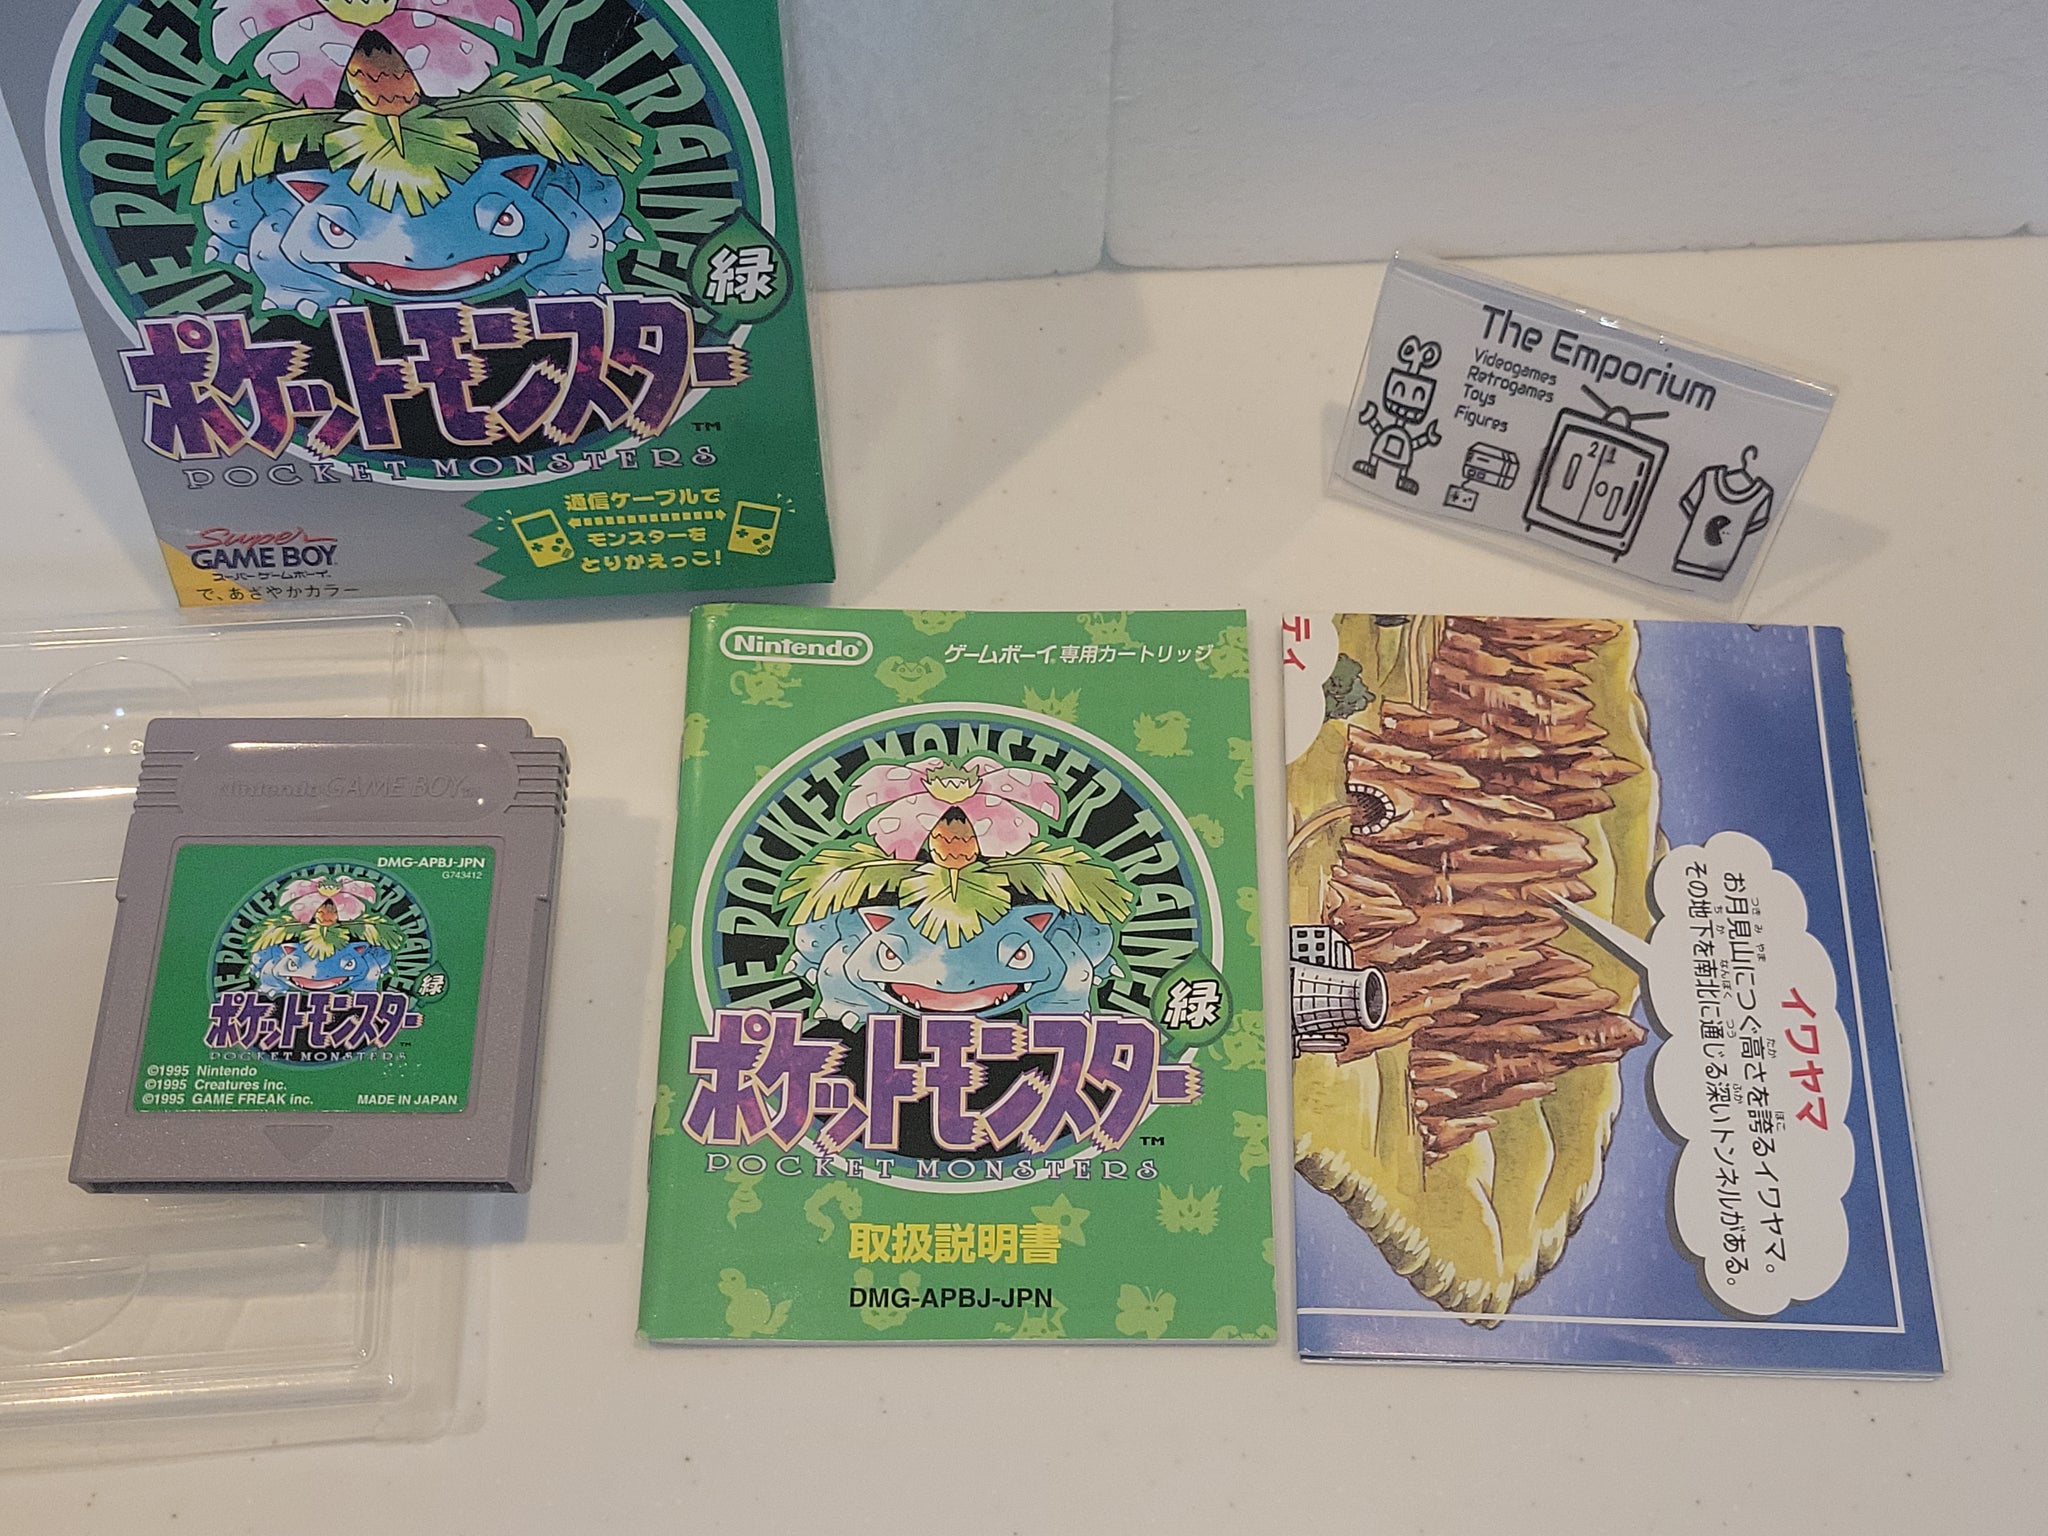 THE POCKET MONSTER TRAINER
緑
ポケットモンスター
TM
POCKET MONSTERS
通信ケーブルで
モンスターを
とりかえっこ！
Super
GAME BOY
スーパーゲームボーイ
で、あざやかカラー
The Emporium
Videogames
Retrogames
Toys
Figures
2 1
Nintendo GAME BOY
DMG-APBJ-JPN
G743412
THE POCKET MONSTER TRAINER
緑
ポケットモンスター
TM
POCKET MONSTERS
©1995 Nintendo
©1995 Creatures inc.
©1995 GAME FREAK inc.
MADE IN JAPAN
Nintendo®
ゲームボーイ専用カートリッジ
THE POCKET MONSTER TRAINER
緑
ポケットモンスター
TM
POCKET MONSTERS
取扱説明書
DMG-APBJ-JPN
ティ
イワヤマ
お月見山につぐ高さを誇るイワヤマ。
その地下を南北に通じる深いトンネルがある。